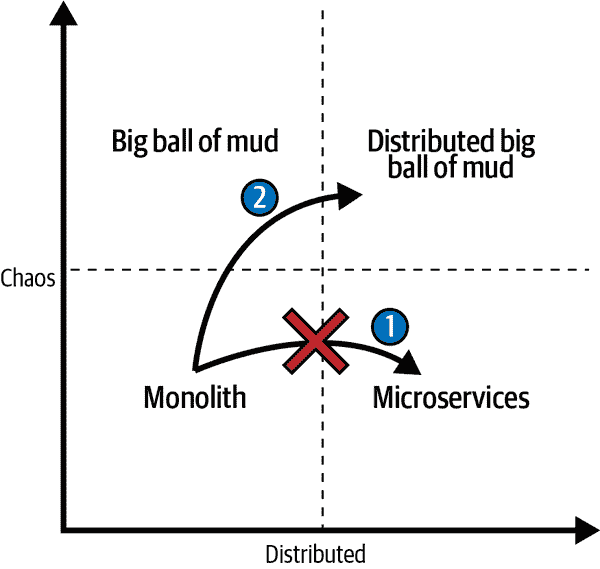 Big ball of mud
Distributed big
ball of mud
2
Chaos
1
Monolith
Microservices
Distributed